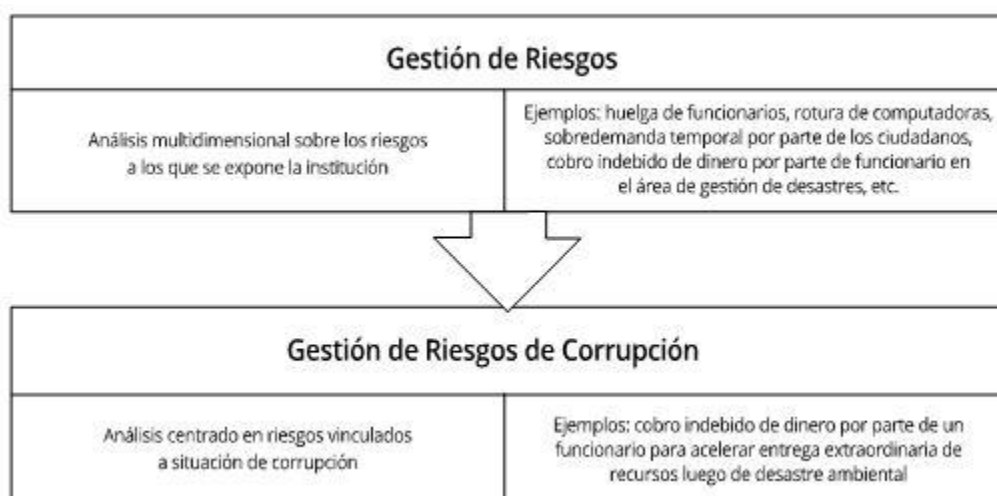 Gestión de Riesgos
Análisis multidimensional sobre los riesgos
a los que se expone la institución
Ejemplos: huelga de funcionarios, rotura de computadoras,
sobredemanda temporal por parte de los ciudadanos,
cobro indebido de dinero por parte de funcionario en
el área de gestión de desastres, etc.
Gestión de Riesgos de Corrupción
Análisis centrado en riesgos vinculados
a situación de corrupción
Ejemplos: cobro indebido de dinero por parte de un
funcionario para acelerar entrega extraordinaria de
recursos luego de desastre ambiental